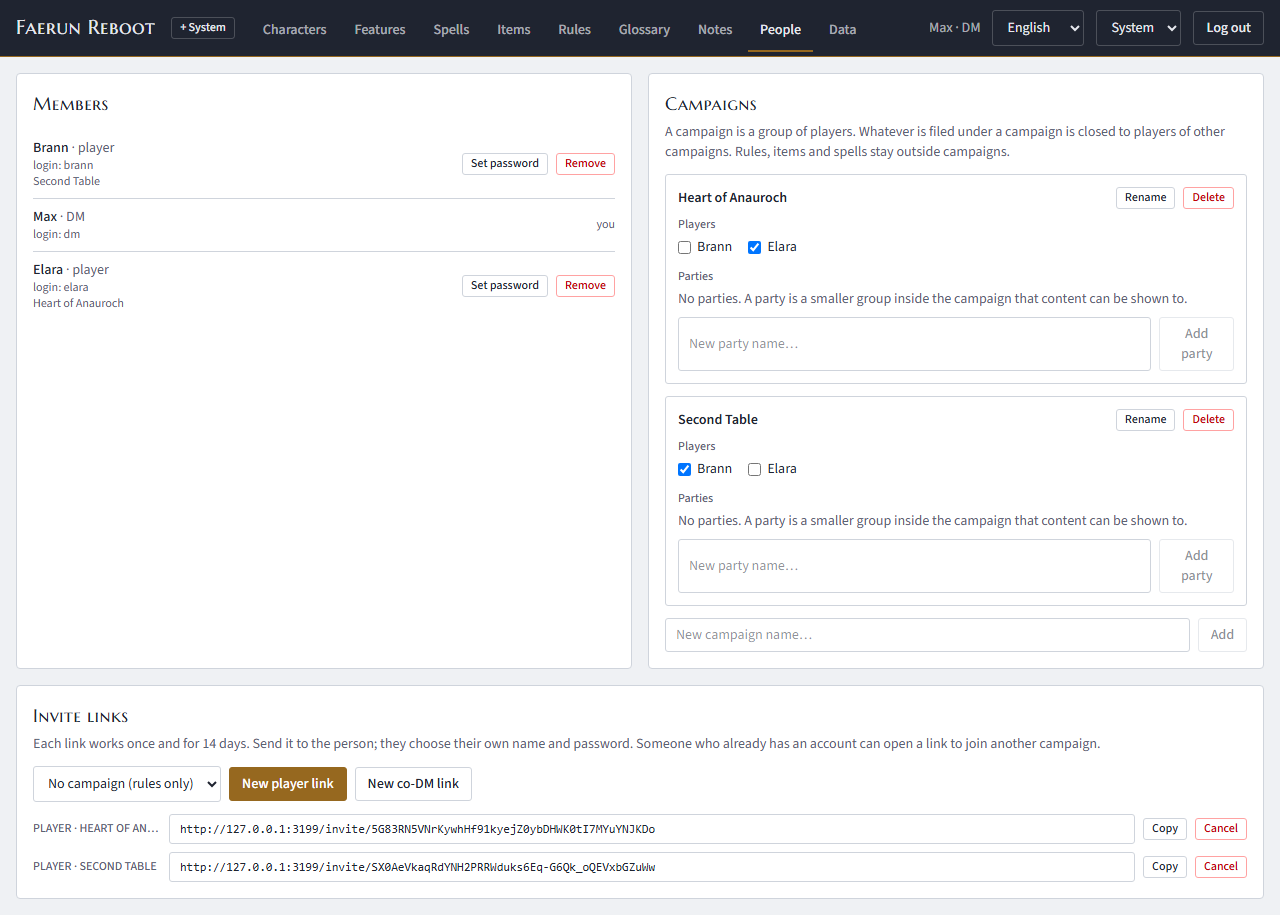 Faerun Reboot
+ System
Characters
Features
Spells
Items
Rules
Glossary
Notes
People
Data
Max · DM
English
System
Log out
Members
Brann · player
login: brann
Second Table
Set password
Remove
Max · DM
login: dm
you
Elara · player
login: elara
Heart of Anauroch
Set password
Remove
Campaigns
A campaign is a group of players. Whatever is filed under a campaign is closed to players of other
campaigns. Rules, items and spells stay outside campaigns.
Heart of Anauroch
Rename
Delete
Players
Brann
Elara
Parties
No parties. A party is a smaller group inside the campaign that content can be shown to.
New party name…
Add
party
Second Table
Rename
Delete
Players
Brann
Elara
Parties
No parties. A party is a smaller group inside the campaign that content can be shown to.
New party name…
Add
party
New campaign name…
Add
Invite links
Each link works once and for 14 days. Send it to the person; they choose their own name and password. Someone who already has an account can open a link to join another campaign.
No campaign (rules only)
New player link
New co-DM link
PLAYER · HEART OF AN…
http://127.0.0.1:3199/invite/5G83RN5VNrKywhHf91kyejZ0ybDHWK0tI7MYuYNJKDo
Copy
Cancel
PLAYER · SECOND TABLE
http://127.0.0.1:3199/invite/SX0AeVkaqRdYNH2PRRWduks6Eq-G6Qk_oQEVxbGZuWw
Copy
Cancel